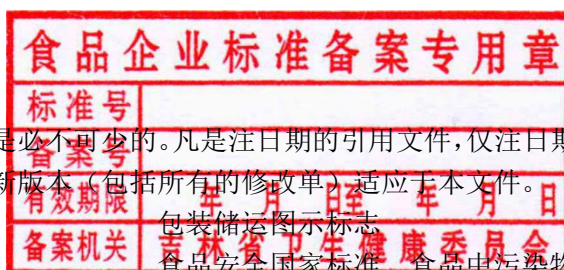 食品企业标准备案专用章
标准号
是必不可少的。凡是注日期的引用文件，仅注日期
备案号
新版本（包括所有的修改单）适应于本文件。
有效期限 年 月 日至 年 月 日
包装储运图示标志
备案机关 吉林省卫生健康委员会
食品安全国家标准 食品中污染物